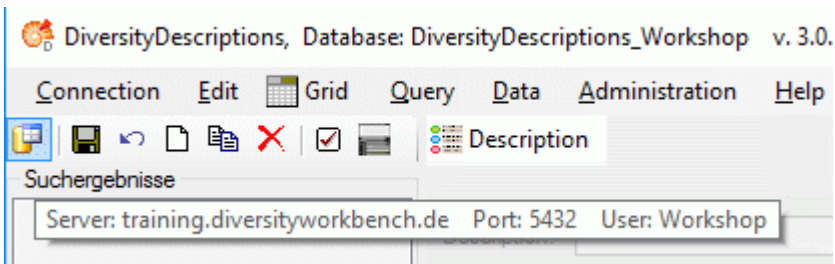 DiversityDescriptions, Database: DiversityDescriptions_Workshop v. 3.0.
Connection Edit Grid Query Data Administration Help
Description
Suchergebnisse
Server: training.diversityworkbench.de Port: 5432 User: Workshop